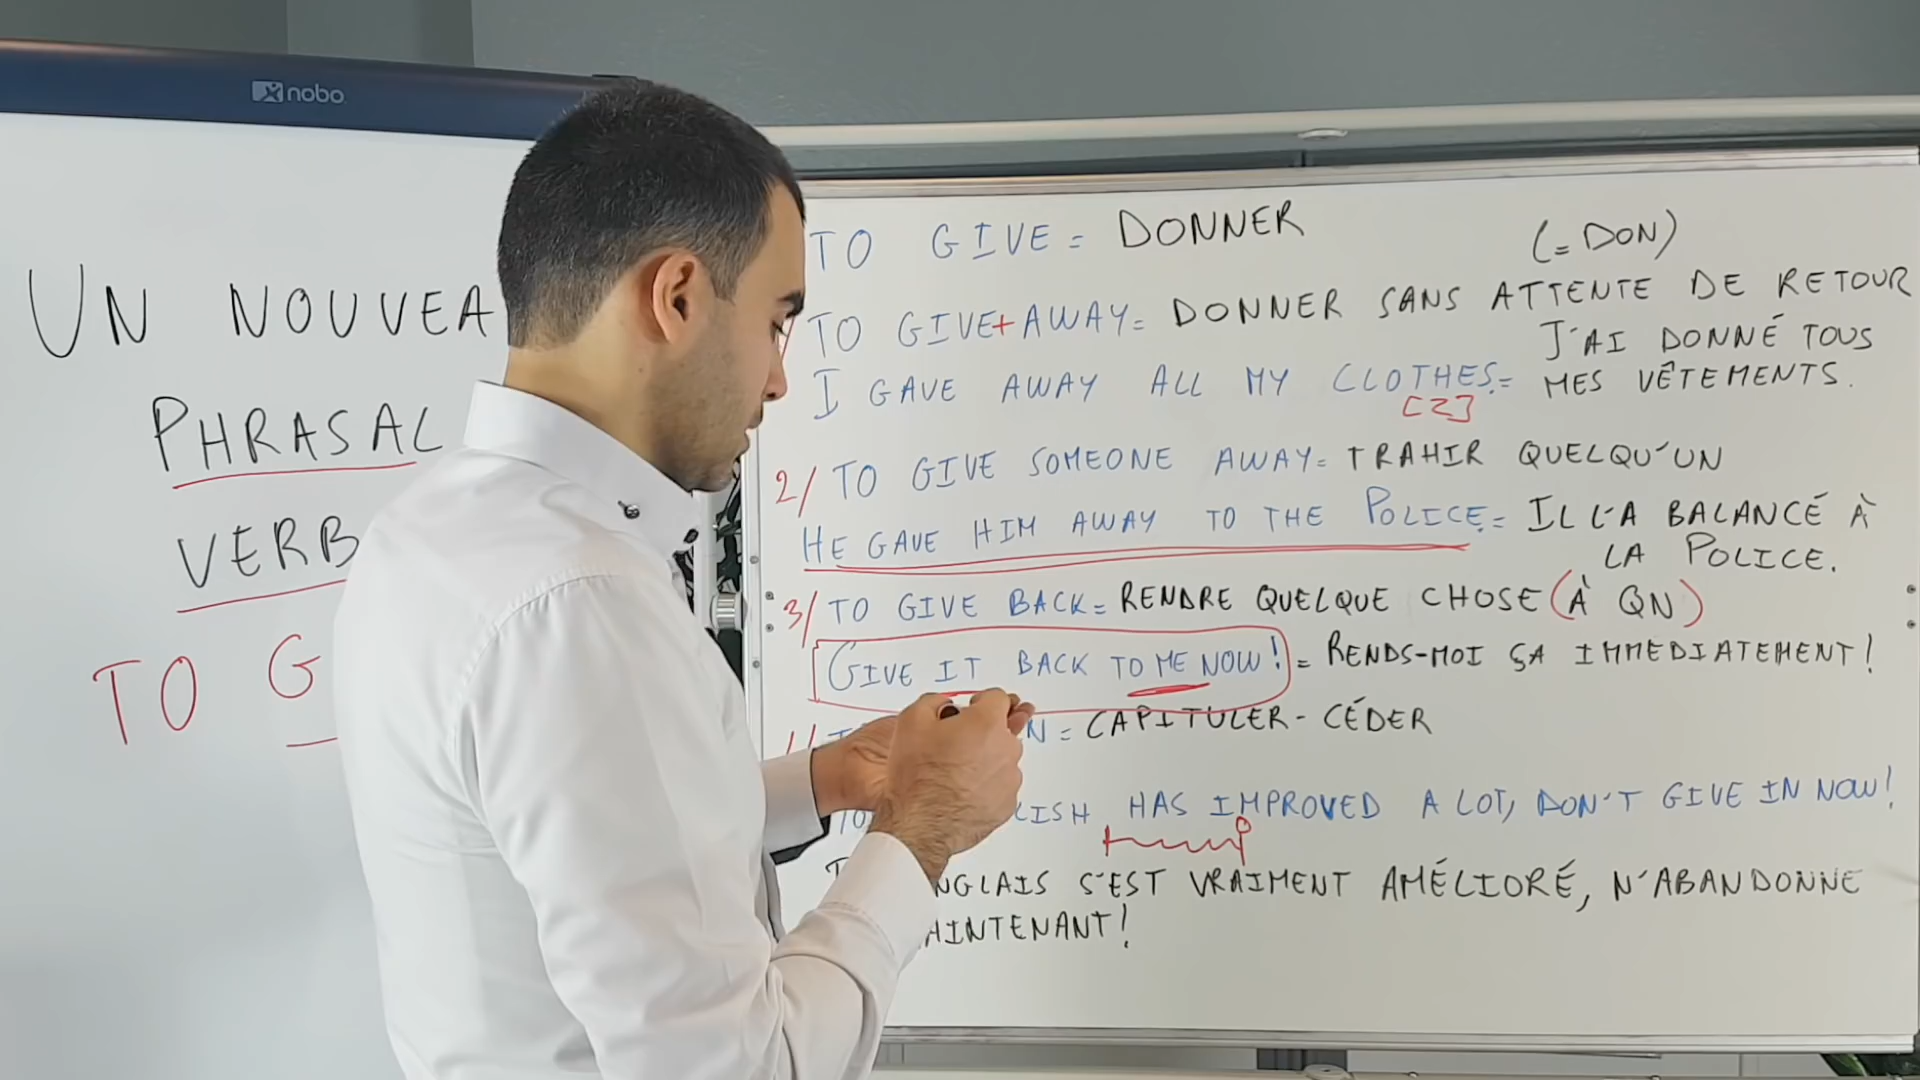 nobo
UN NOUVEA
PHRASAL
VERB
TO G
TO GIVE = DONNER
(= DON)
TO GIVE+AWAY= DONNER SANS ATTENTE DE RETOUR
J'AI DONNÉ TOUS
I GAVE AWAY ALL MY CLOTHES.= MES VÊTEMENTS.
[Z]
2/ TO GIVE SOMEONE AWAY= TRAHIR QUELQU'UN
HE GAVE HIM AWAY TO THE POLICE.= IL L'A BALANCÉ À
LA POLICE.
3/ TO GIVE BACK= RENDRE QUELQUE CHOSE (À QN)
GIVE IT BACK TO ME NOW! = RENDS-MOI ÇA IMMEDIATEMENT!
N = CAPITULER - CÉDER
LISH HAS IMPROVED A LOT, DON'T GIVE IN NOW!
NGLAIS S'EST VRAIMENT AMÉLIORÉ, N'ABANDONNE
AINTENANT!